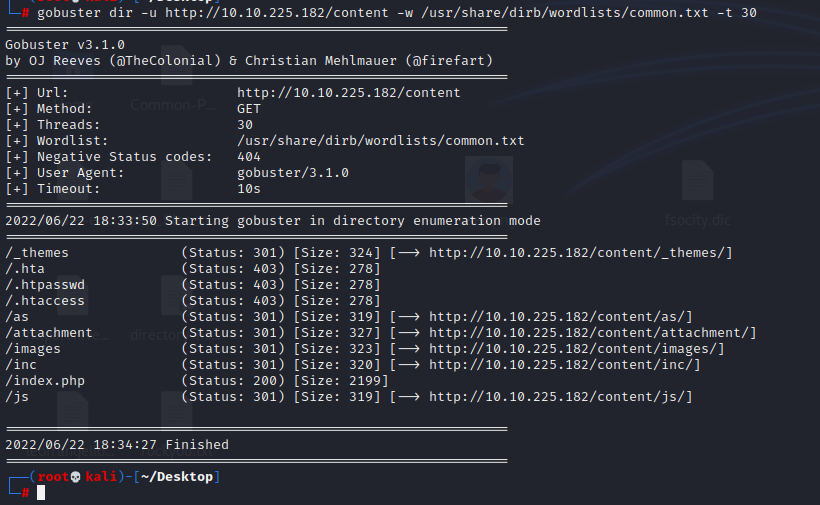 (root💀kali)-[~/Desktop]
# gobuster dir -u http://10.10.225.182/content -w /usr/share/dirb/wordlists/common.txt -t 30
Gobuster v3.1.0
by OJ Reeves (@TheColonial) & Christian Mehlmauer (@firefart)
[+] Url: http://10.10.225.182/content
[+] Method: GET
[+] Threads: 30
[+] Wordlist: /usr/share/dirb/wordlists/common.txt
[+] Negative Status codes: 404
[+] User Agent: gobuster/3.1.0
[+] Timeout: 10s
2022/06/22 18:33:50 Starting gobuster in directory enumeration mode
/_themes (Status: 301) [Size: 324] [--> http://10.10.225.182/content/_themes/]
/.hta (Status: 403) [Size: 278]
/.htpasswd (Status: 403) [Size: 278]
/.htaccess (Status: 403) [Size: 278]
/as (Status: 301) [Size: 319] [--> http://10.10.225.182/content/as/]
/attachment (Status: 301) [Size: 327] [--> http://10.10.225.182/content/attachment/]
/images (Status: 301) [Size: 323] [--> http://10.10.225.182/content/images/]
/inc (Status: 301) [Size: 320] [--> http://10.10.225.182/content/inc/]
/index.php (Status: 200) [Size: 2199]
/js (Status: 301) [Size: 319] [--> http://10.10.225.182/content/js/]
2022/06/22 18:34:27 Finished
(root💀kali)-[~/Desktop]
#
Common-P...
fsocity.dic